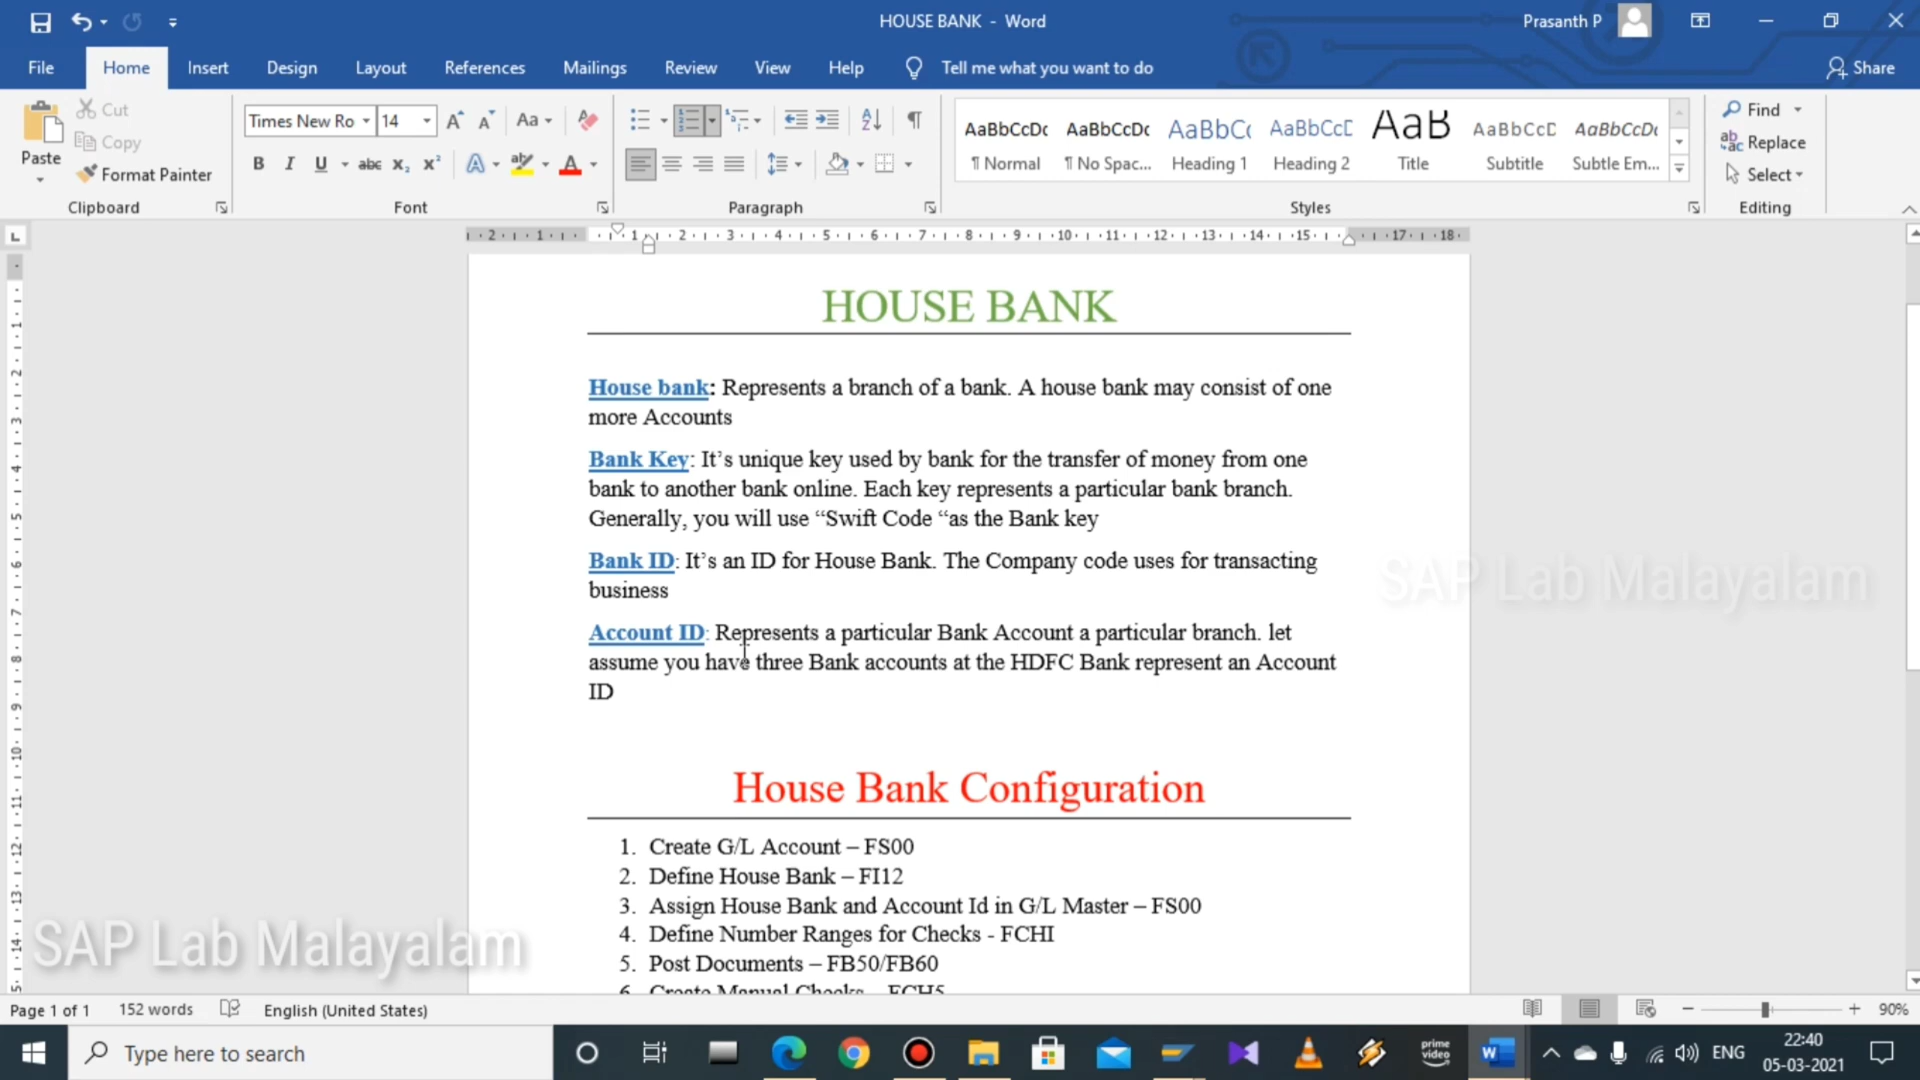 HOUSE BANK - Word
Prasanth P
File Home Insert Design Layout References Mailings Review View Help Tell me what you want to do Share
Paste
Cut
Copy
Format Painter
Clipboard
Times New Ro 14
Font
Paragraph
AaBbCcDc AaBbCcDc AaBbC( AaBbCcE AaB AaBbCcD AaBbCcDc
¶ Normal ¶ No Spac... Heading 1 Heading 2 Title Subtitle Subtle Em...
Styles
Find
Replace
Select
Editing
HOUSE BANK
House bank: Represents a branch of a bank. A house bank may consist of one
more Accounts
Bank Key: It’s unique key used by bank for the transfer of money from one
bank to another bank online. Each key represents a particular bank branch.
Generally, you will use “Swift Code “as the Bank key
Bank ID: It’s an ID for House Bank. The Company code uses for transacting
business
SAP Lab Malayalam
Account ID: Represents a particular Bank Account a particular branch. let
assume you have three Bank accounts at the HDFC Bank represent an Account
ID
House Bank Configuration
1. Create G/L Account – FS00
2. Define House Bank – FI12
3. Assign House Bank and Account Id in G/L Master – FS00
4. Define Number Ranges for Checks - FCHI
5. Post Documents – FB50/FB60
6. Create Manual Checks – FCH5
SAP Lab Malayalam
Page 1 of 1 152 words English (United States) 90%
Type here to search
prime video
ENG
22:40
05-03-2021